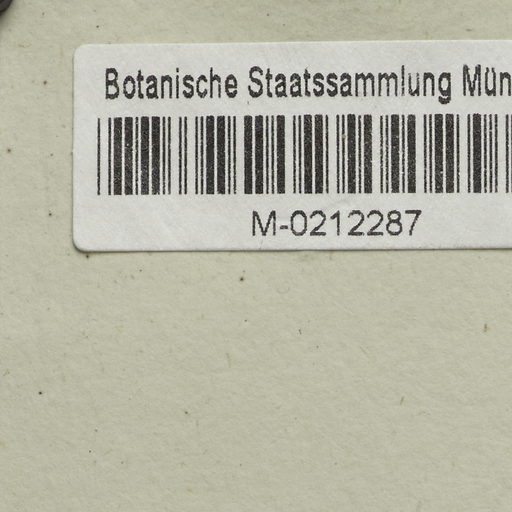 Botanische Staatssammlung Mün
M-0212287